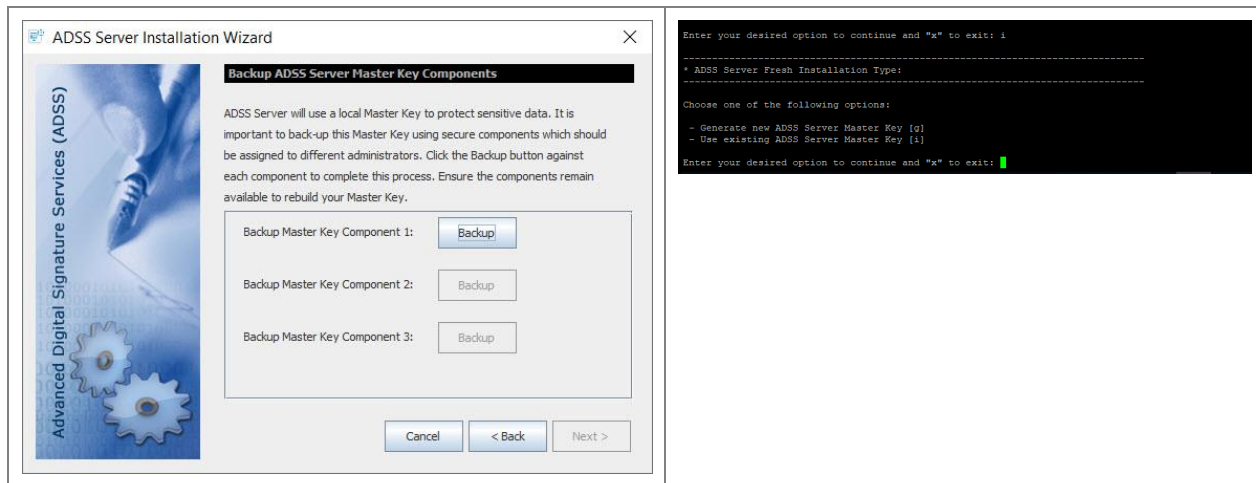 ADSS Server Installation Wizard
Advanced Digital Signature Services (ADSS)
Backup ADSS Server Master Key Components
ADSS Server will use a local Master Key to protect sensitive data. It is
important to back-up this Master Key using secure components which should
be assigned to different administrators. Click the Backup button against
each component to complete this process. Ensure the components remain
available to rebuild your Master Key.
Backup Master Key Component 1: Backup
Backup Master Key Component 2: Backup
Backup Master Key Component 3: Backup
Cancel < Back Next >
Enter your desired option to continue and "x" to exit: i
--------------------------------------------------------------------------------
* ADSS Server Fresh Installation Type:
--------------------------------------------------------------------------------
Choose one of the following options:
- Generate new ADSS Server Master Key [g]
- Use existing ADSS Server Master Key [i]
Enter your desired option to continue and "x" to exit: